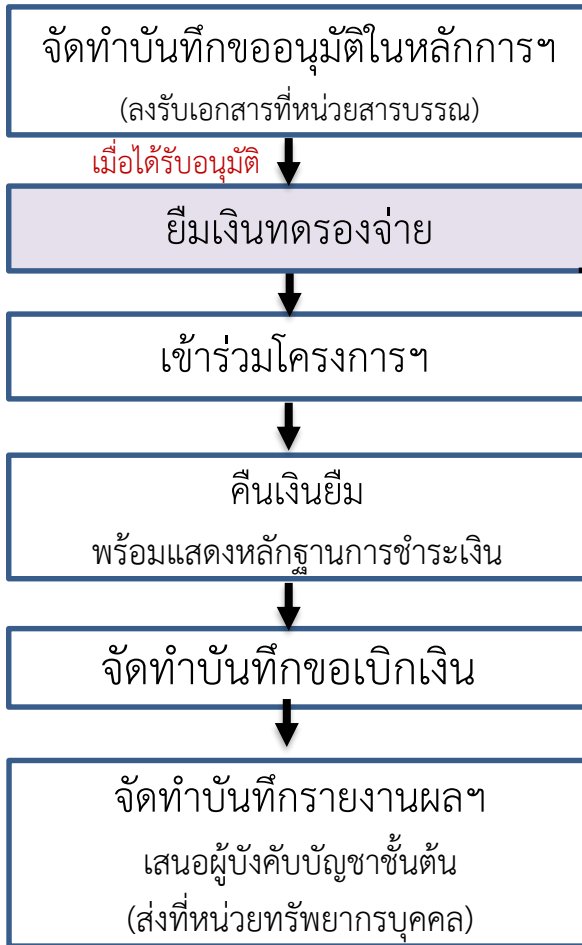 จัดทำบันทึกขออนุมัติในหลักการฯ
(ลงรับเอกสารที่หน่วยสารบรรณ)
เมื่อได้รับอนุมัติ
ยืมเงินทดรองจ่าย
เข้าร่วมโครงการฯ
คืนเงินยืม
พร้อมแสดงหลักฐานการชำระเงิน
จัดทำบันทึกขอเบิกเงิน
จัดทำบันทึกรายงานผลฯ
เสนอผู้บังคับบัญชาชั้นต้น
(ส่งที่หน่วยทรัพยากรบุคคล)